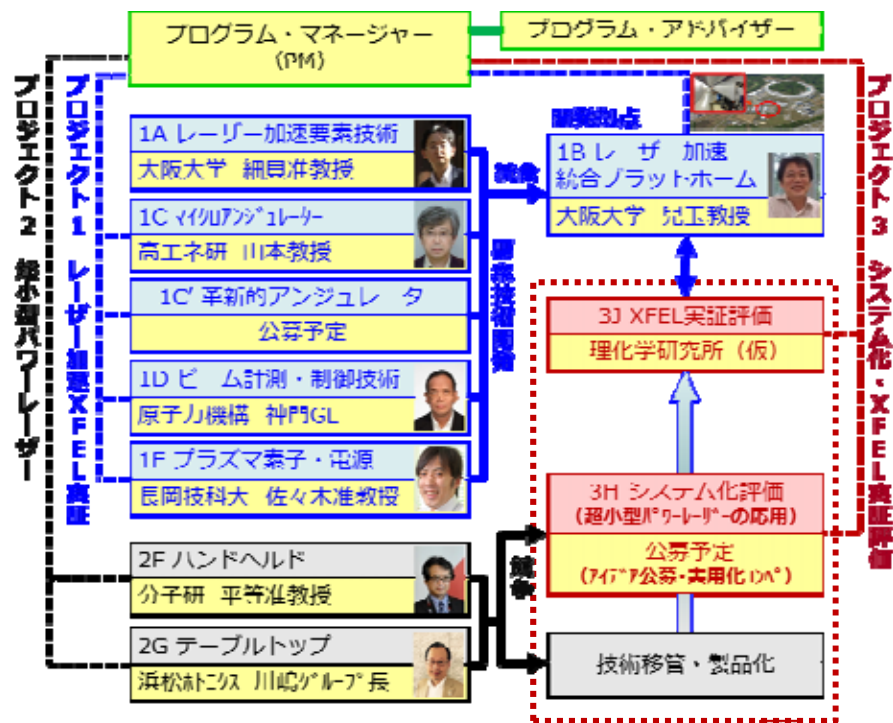 プログラム・マネージャー
(PM)
プログラム・アドバイザー
プロジェクト2 超小型パワーレーザー
プロジェクト1 レーザー加速XFEL実証
プロジェクト3 システム化・XFEL実証評価
1A レーザー加速要素技術
大阪大学 細貝准教授
1C マイクロアンジュレーター
高エネ研 山本教授
1C' 革新的アンジュレ タ
公募予定
1D ビ ム計測・制御技術
原子力機構 神門GL
1F プラズマ素子・電源
長岡技科大 佐々木准教授
2F ハンドヘルド
分子研 平等准教授
2G テーブルトップ
浜松ホトニクス 川嶋グループ長
統合
要素技術開発
開発拠点
1B レ ザ 加速
統合プラットホーム
大阪大学 兒玉教授
3J XFEL実証評価
理化学研究所（仮）
3H システム化評価
(超小型パワーレーザーの応用)
公募予定
(アイデア公募・実用化コンペ)
技術移管・製品化